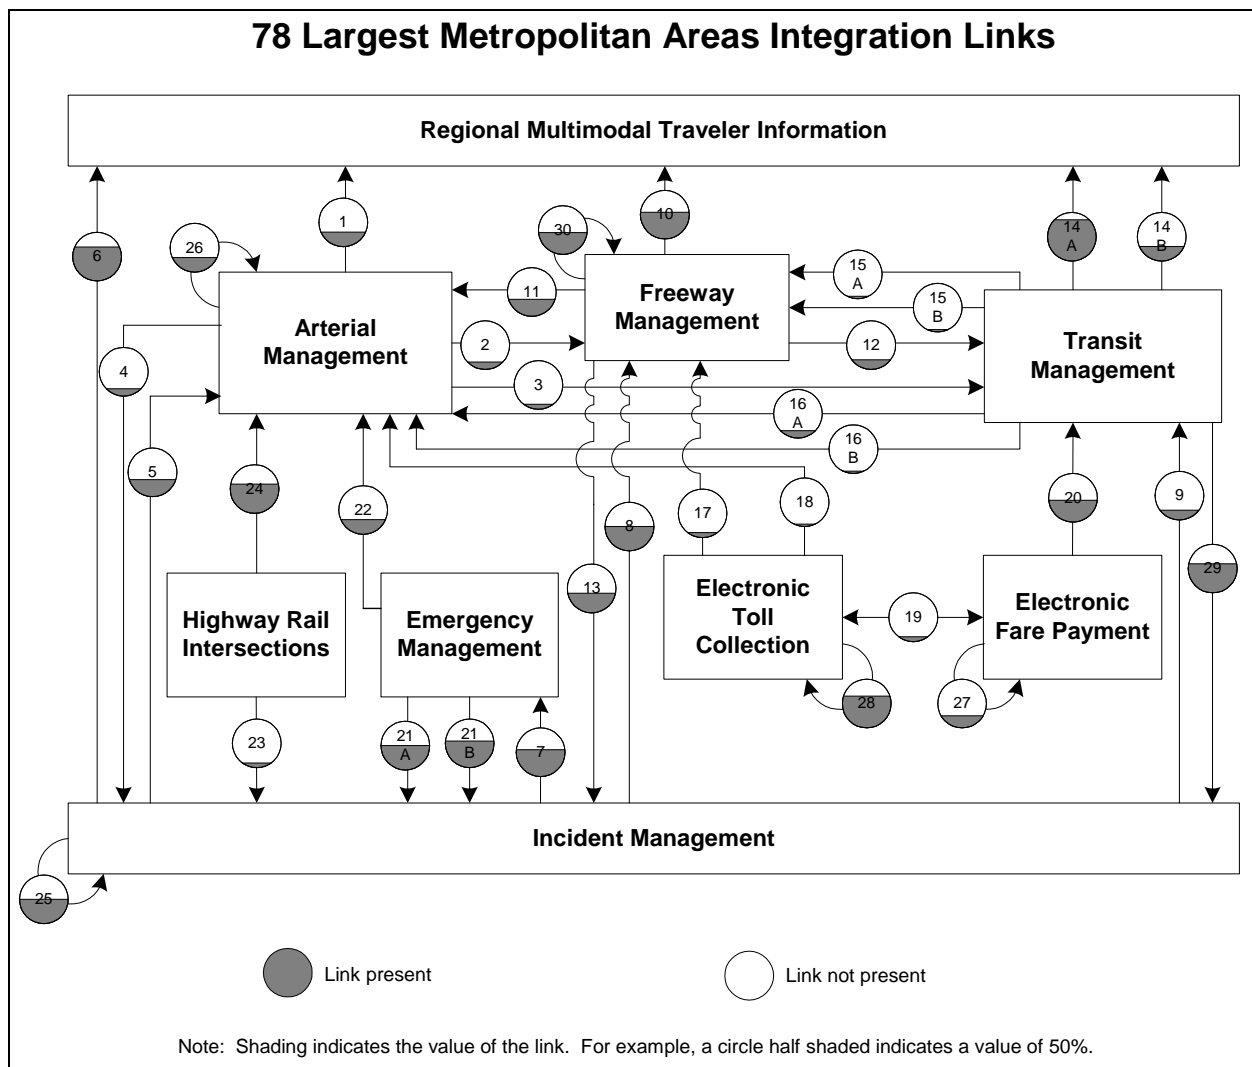 78 Largest Metropolitan Areas Integration Links
Regional Multimodal Traveler Information
1
10
14
A
14
B
6
26
30
15
A
15
B
11
Freeway
Management
Arterial
Management
Transit
Management
2
12
4
3
16
A
16
B
5
24
22
17
18
20
9
8
13
29
Highway Rail
Intersections
Emergency
Management
Electronic
Toll
Collection
19
Electronic
Fare Payment
28
27
23
21
A
21
B
7
Incident Management
25
Link present
Link not present
Note: Shading indicates the value of the link. For example, a circle half shaded indicates a value of 50%.